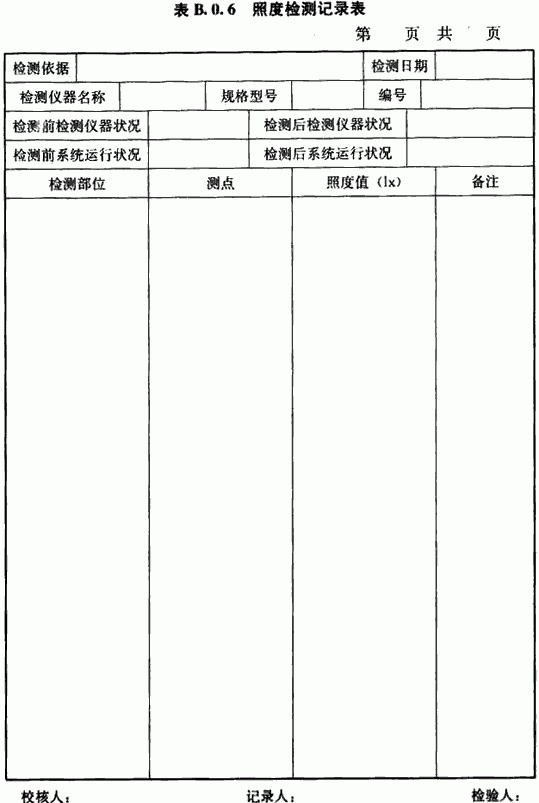 表 B.0.6 照度检测记录表
第 页 共 页
检测依据 检测日期
检测仪器名称 规格型号 编号
检测前检测仪器状况 检测后检测仪器状况
检测前系统运行状况 检测后系统运行状况
检测部位 测点 照度值（lx） 备注
校核人： 记录人： 检验人：